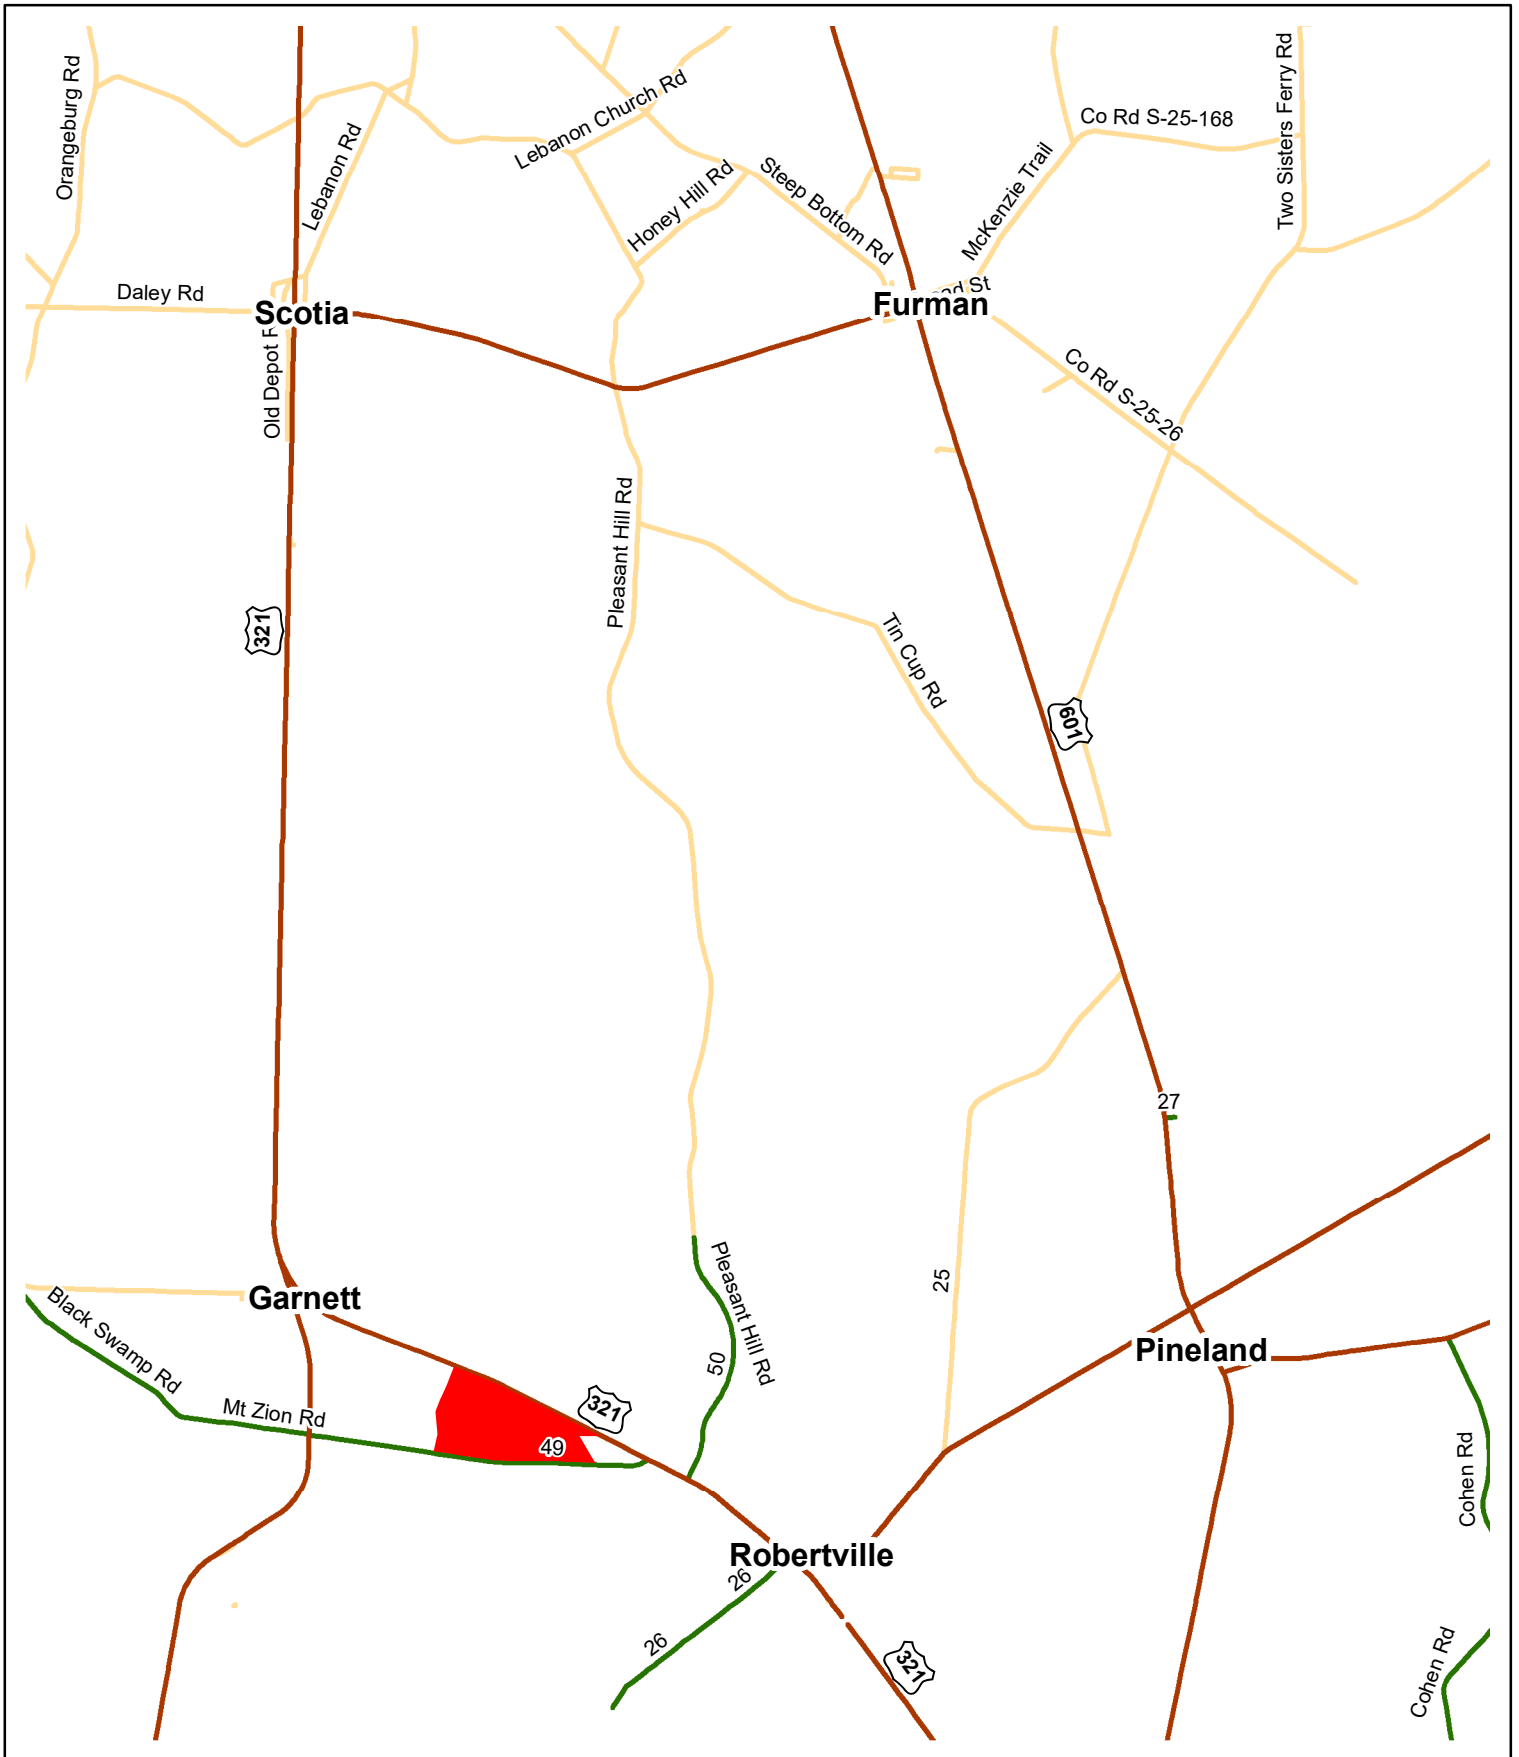 Orangeburg Rd
Lebanon Rd
Lebanon Church Rd
Honey Hill Rd
Steep Bottom Rd
McKenzie Trail
Co Rd S-25-168
Two Sisters Ferry Rd
Daley Rd
Scotia
Old Depot R
St
Furman
Co Rd S-25-26
Pleasant Hill Rd
Tin Cup Rd
321
601
27
25
Garnett
Black Swamp Rd
Mt Zion Rd
Pleasant Hill Rd
50
321
49
Pineland
Cohen Rd
Robertville
26
26
321
Cohen Rd